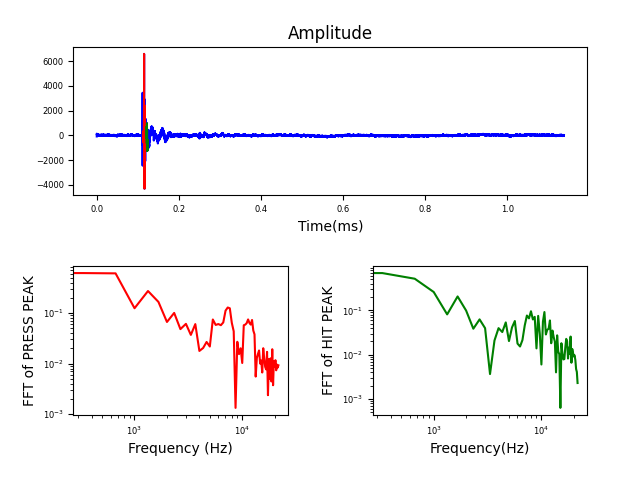 Amplitude
6000
4000
2000
0
−2000
−4000
0.0 0.2 0.4 0.6 0.8 1.0
Time(ms)
FFT of PRESS PEAK
10⁻¹
10⁻²
10⁻³
10³ 10⁴
Frequency (Hz)
FFT of HIT PEAK
10⁻¹
10⁻²
10⁻³
10³ 10⁴
Frequency(Hz)